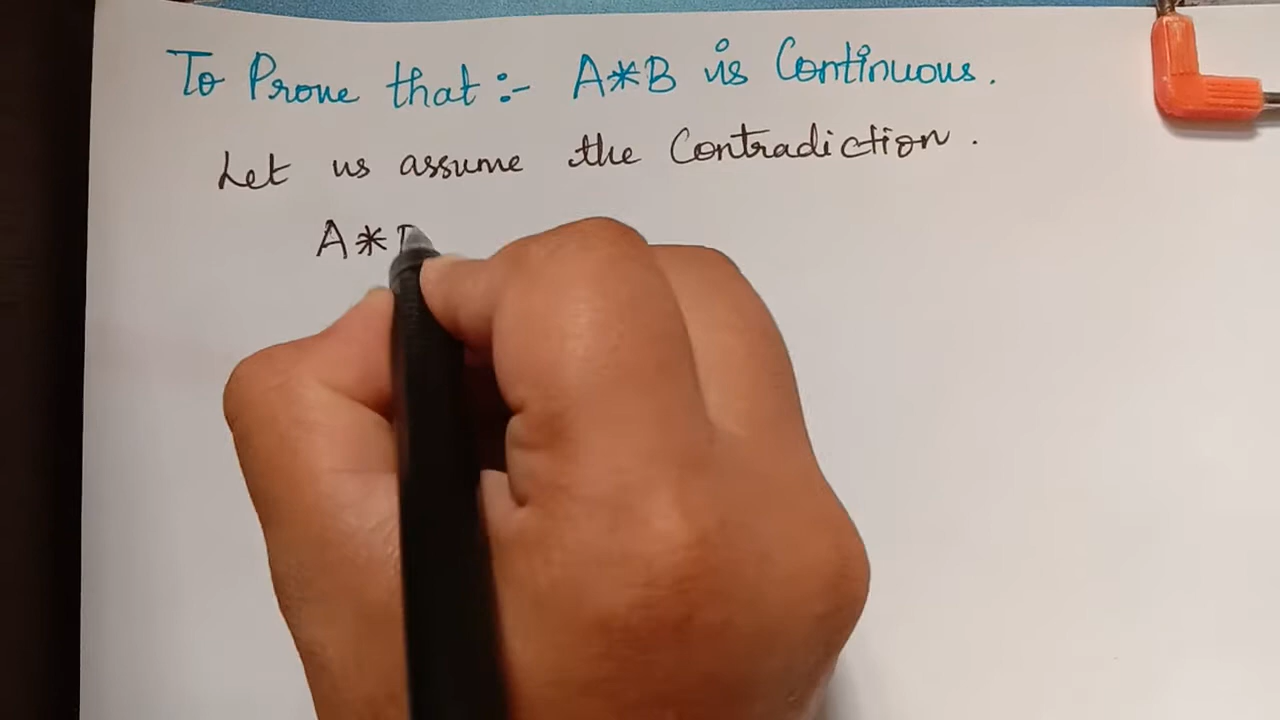 To Prove that :- A*B is Continuous.
Let us assume the Contradiction.
A*